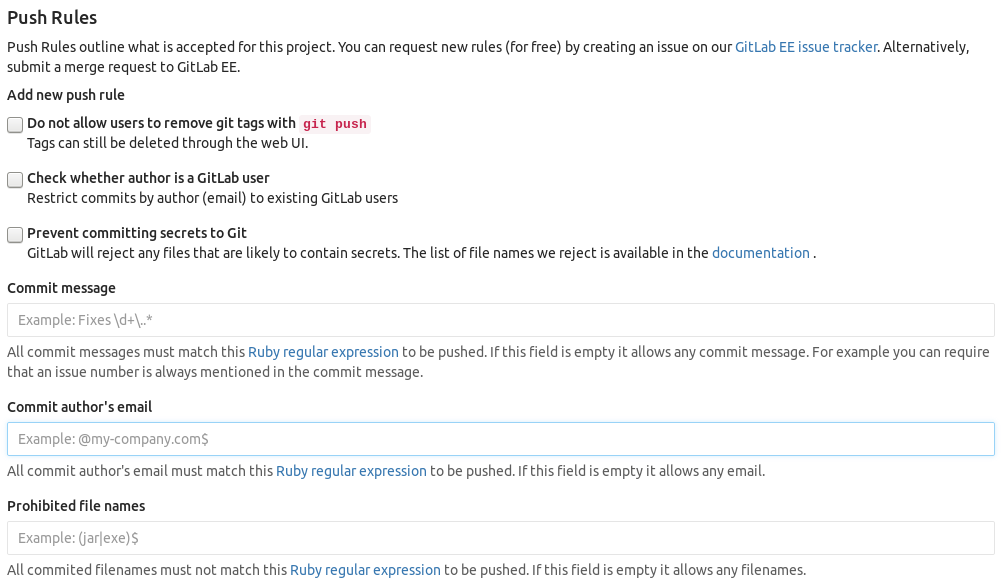 Push Rules
Push Rules outline what is accepted for this project. You can request new rules (for free) by creating an issue on our GitLab EE issue tracker. Alternatively,
submit a merge request to GitLab EE.
Add new push rule
Do not allow users to remove git tags with git push
Tags can still be deleted through the web UI.
Check whether author is a GitLab user
Restrict commits by author (email) to existing GitLab users
Prevent committing secrets to Git
GitLab will reject any files that are likely to contain secrets. The list of file names we reject is available in the documentation .
Commit message
Example: Fixes \d+\..*
All commit messages must match this Ruby regular expression to be pushed. If this field is empty it allows any commit message. For example you can require
that an issue number is always mentioned in the commit message.
Commit author's email
Example: @my-company.com$
All commit author's email must match this Ruby regular expression to be pushed. If this field is empty it allows any email.
Prohibited file names
Example: (jar|exe)$
All commited filenames must not match this Ruby regular expression to be pushed. If this field is empty it allows any filenames.